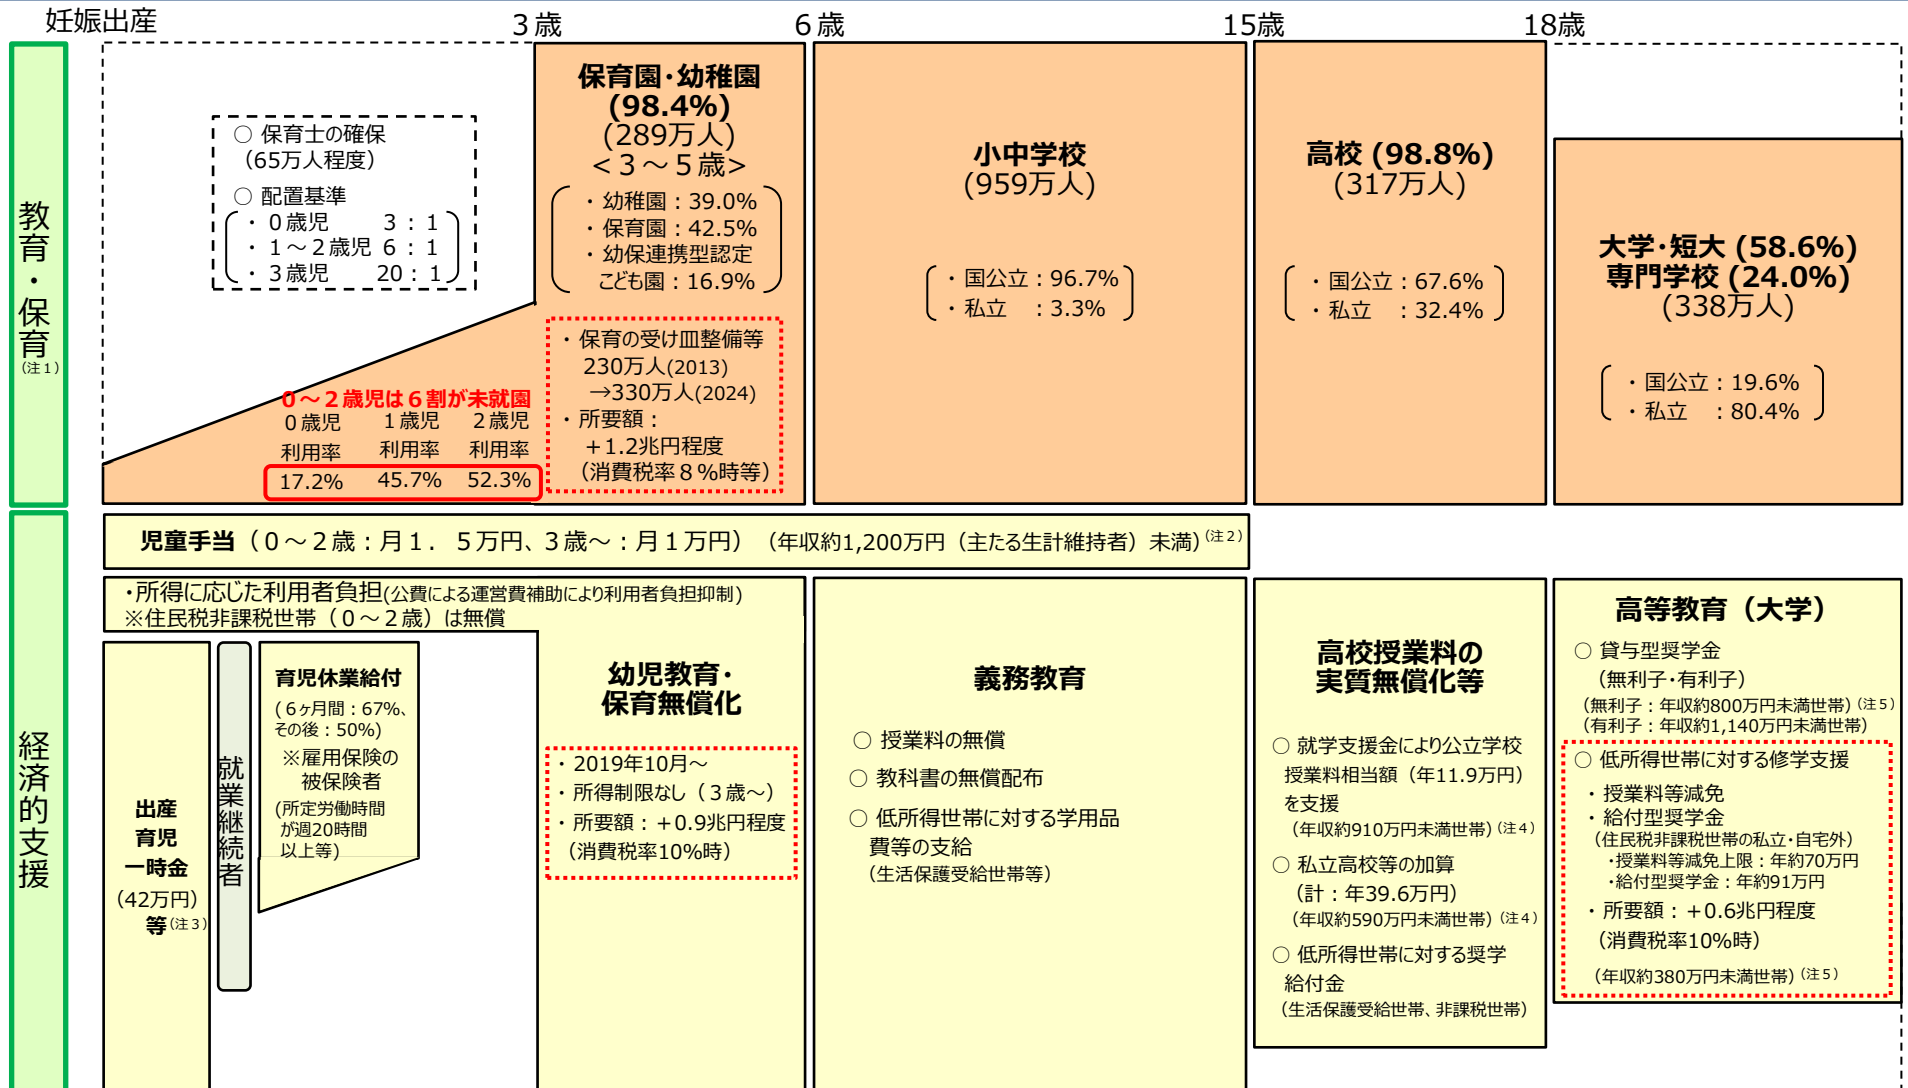 妊娠出産
3歳
6歳
15歳
18歳
教育・保育
(注1)
○ 保育士の確保
(65万人程度)
○ 配置基準
・ 0歳児 3:1
・ 1~2歳児 6:1
・ 3歳児 20:1
0~2歳児は6割が未就園
0歳児 1歳児 2歳児
利用率 利用率 利用率
17.2% 45.7% 52.3%
保育園・幼稚園
(98.4%)
(289万人)
<3~5歳>
・幼稚園:39.0%
・保育園:42.5%
・幼保連携型認定
こども園:16.9%
・保育の受け皿整備等
230万人(2013)
→330万人(2024)
・所要額:
+1.2兆円程度
(消費税率8%時等)
小中学校
(959万人)
・国公立:96.7%
・私立 :3.3%
高校 (98.8%)
(317万人)
・国公立:67.6%
・私立 :32.4%
大学・短大 (58.6%)
専門学校 (24.0%)
(338万人)
・国公立:19.6%
・私立 :80.4%
経済的支援
児童手当(0~2歳:月1.5万円、3歳~:月1万円)(年収約1,200万円(主たる生計維持者)未満)(注2)
・所得に応じた利用者負担(公費による運営費補助により利用者負担抑制)
※住民税非課税世帯(0~2歳)は無償
出産
育児
一時金
(42万円)
等(注3)
就業継続者
育児休業給付
(6ヶ月間:67%、
その後:50%)
※雇用保険の
被保険者
(所定労働時間
が週20時間
以上等)
幼児教育・
保育無償化
・2019年10月~
・所得制限なし(3歳~)
・所要額:+0.9兆円程度
(消費税率10%時)
義務教育
○ 授業料の無償
○ 教科書の無償配布
○ 低所得世帯に対する学用品
費等の支給
(生活保護受給世帯等)
高校授業料の
実質無償化等
○ 就学支援金により公立学校
授業料相当額(年11.9万円)
を支援
(年収約910万円未満世帯)(注4)
○ 私立高校等の加算
(計:年39.6万円)
(年収約590万円未満世帯)(注4)
○ 低所得世帯に対する奨学
給付金
(生活保護受給世帯、非課税世帯)
高等教育(大学)
○ 貸与型奨学金
(無利子・有利子)
(無利子:年収約800万円未満世帯)(注5)
(有利子:年収約1,140万円未満世帯)
○ 低所得世帯に対する修学支援
・授業料等減免
・給付型奨学金
(住民税非課税世帯の私立・自宅外)
・授業料等減免上限:年約70万円
・給付型奨学金:年約91万円
・所要額:+0.6兆円程度
(消費税率10%時)
(年収約380万円未満世帯)(注5)